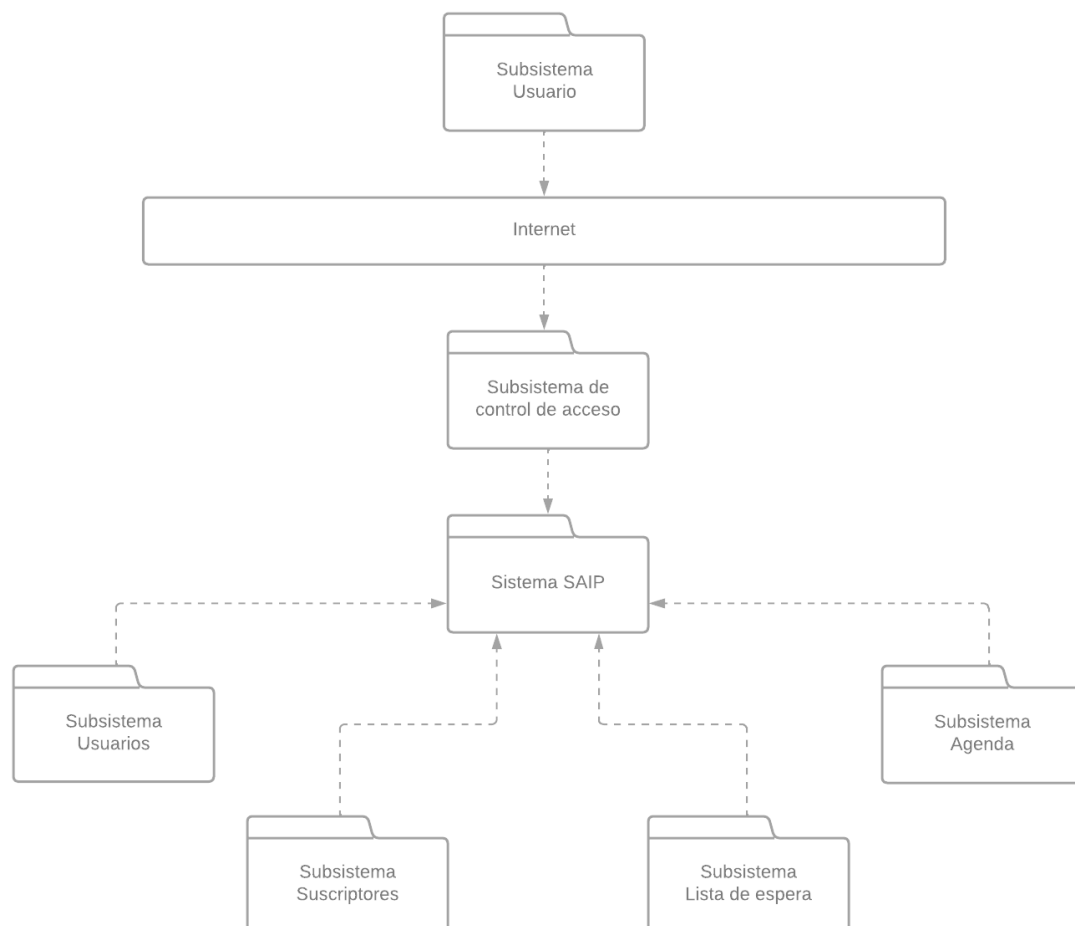 Subsistema
Usuario
Internet
Subsistema de
control de acceso
Sistema SAIP
Subsistema
Usuarios
Subsistema
Agenda
Subsistema
Suscriptores
Subsistema
Lista de espera